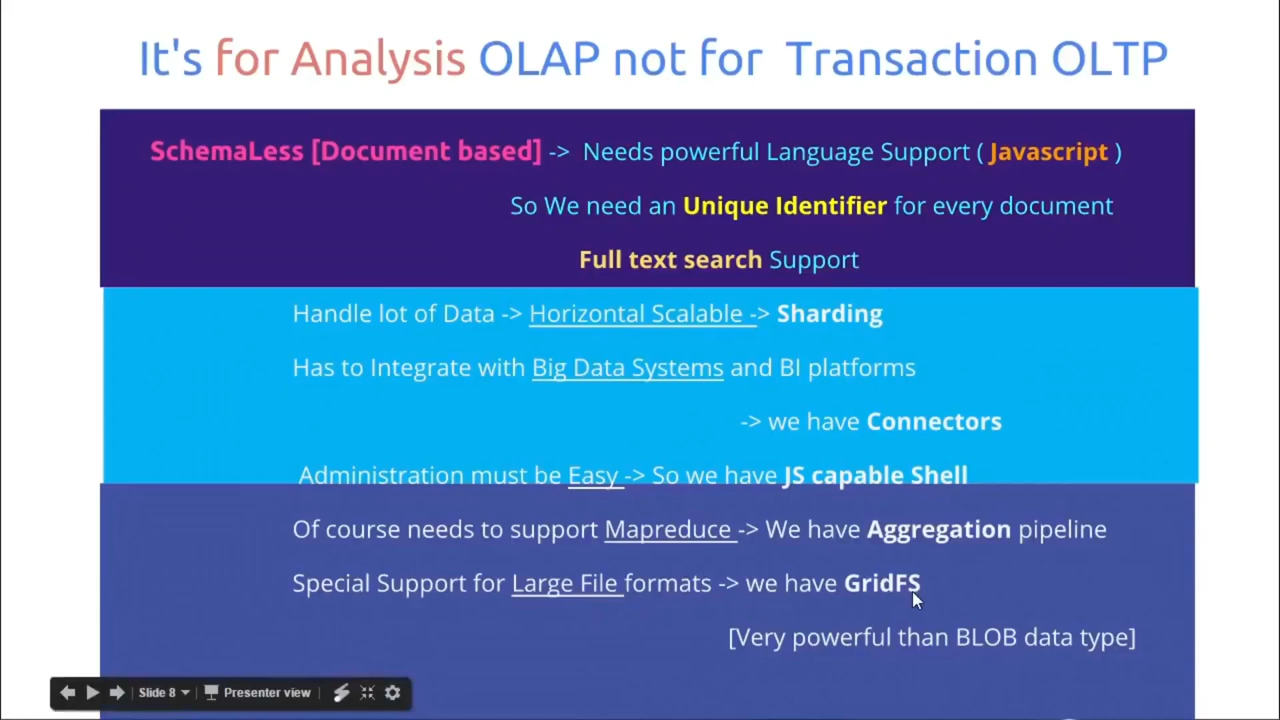 It's for Analysis OLAP not for Transaction OLTP
SchemaLess [Document based] -> Needs powerful Language Support ( Javascript )
So We need an Unique Identifier for every document
Full text search Support
Handle lot of Data -> Horizontal Scalable -> Sharding
Has to Integrate with Big Data Systems and BI platforms
-> we have Connectors
Administration must be Easy -> So we have JS capable Shell
Of course needs to support Mapreduce -> We have Aggregation pipeline
Special Support for Large File formats -> we have GridFS
[Very powerful than BLOB data type]
Slide 8 Presenter view